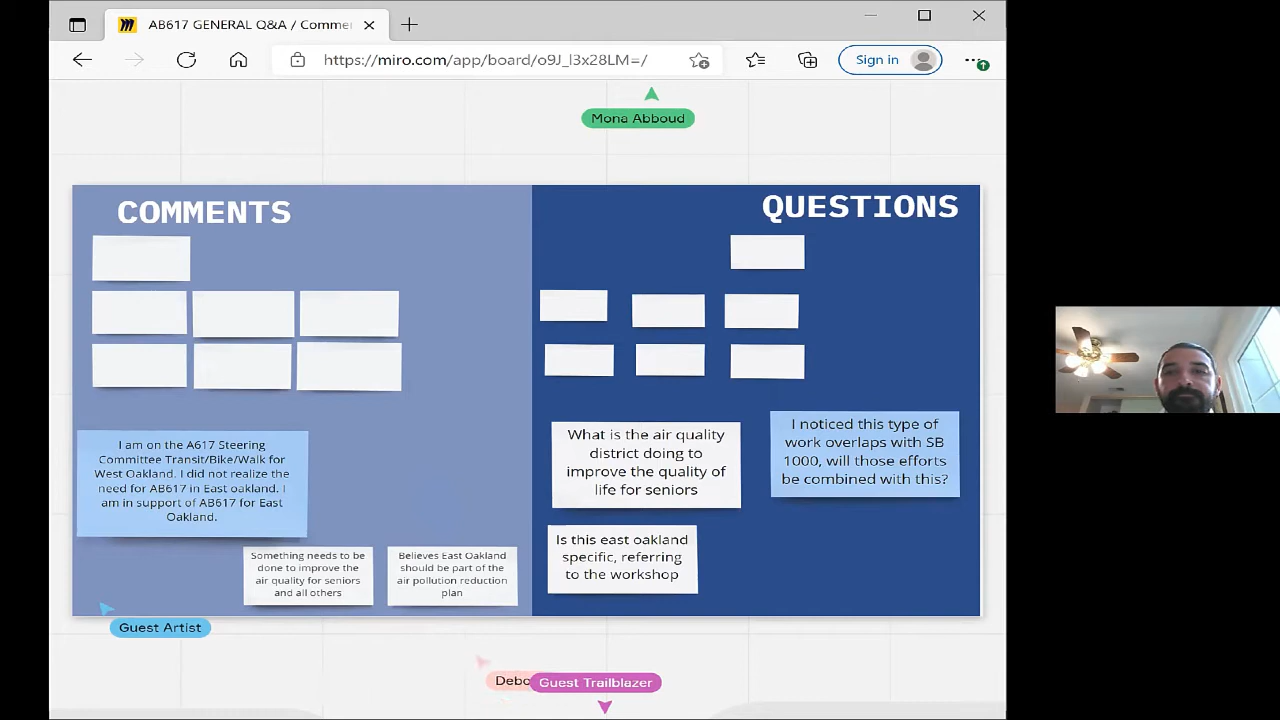 AB617 GENERAL Q&A / Comme
https://miro.com/app/board/o9J_l3x28LM=/
Sign in
Mona Abboud
COMMENTS
QUESTIONS
I am on the A617 Steering
Committee Transit/Bike/Walk for
West Oakland. I did not realize the
need for AB617 in East oakland. I
am in support of AB617 for East
Oakland.
Something needs to be
done to improve the
air quality for seniors
and all others
Believes East Oakland
should be part of the
air pollution reduction
plan
What is the air quality
district doing to
improve the quality of
life for seniors
I noticed this type of
work overlaps with SB
1000, will those efforts
be combined with this?
Is this east oakland
specific, referring
to the workshop
Guest Artist
Debo
Guest Trailblazer